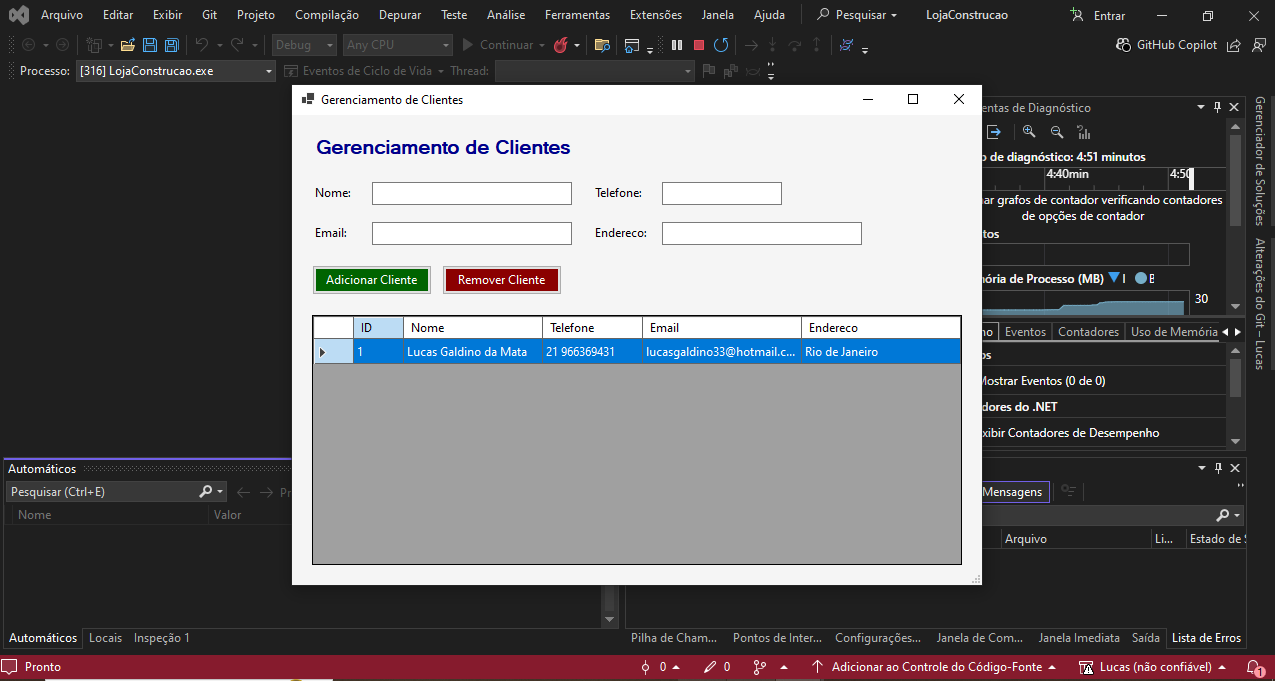 Arquivo Editar Exibir Git Projeto Compilação Depurar Teste Análise Ferramentas Extensões Janela Ajuda Pesquisar LojaConstrucao Entrar
Debug Any CPU Continuar GitHub Copilot
Processo: [316] LojaConstrucao.exe Eventos de Ciclo de Vida Thread:
Gerenciamento de Clientes
Gerenciamento de Clientes
Nome: Telefone:
Email: Endereco:
Adicionar Cliente Remover Cliente
ID Nome Telefone Email Endereco
1 Lucas Galdino da Mata 21 966369431 lucasgaldino33@hotmail.c... Rio de Janeiro
entas de Diagnóstico
o de diagnóstico: 4:51 minutos
4:40min 4:50
nar grafos de contador verificando contadores
de opções de contador
tos
ória de Processo (MB) I B
30
no Eventos Contadores Uso de Memória
os
Mostrar Eventos (0 de 0)
dores do .NET
xibir Contadores de Desempenho
Gerenciador de Soluções
Alterações do Git - Lucas
Automáticos
Pesquisar (Ctrl+E) Pr
Nome Valor
Mensagens
Arquivo Li... Estado de S
Automáticos Locais Inspeção 1
Pilha de Cham... Pontos de Inter... Configurações... Janela de Com... Janela Imediata Saída Lista de Erros
Pronto 0 0 Adicionar ao Controle do Código-Fonte Lucas (não confiável) 1